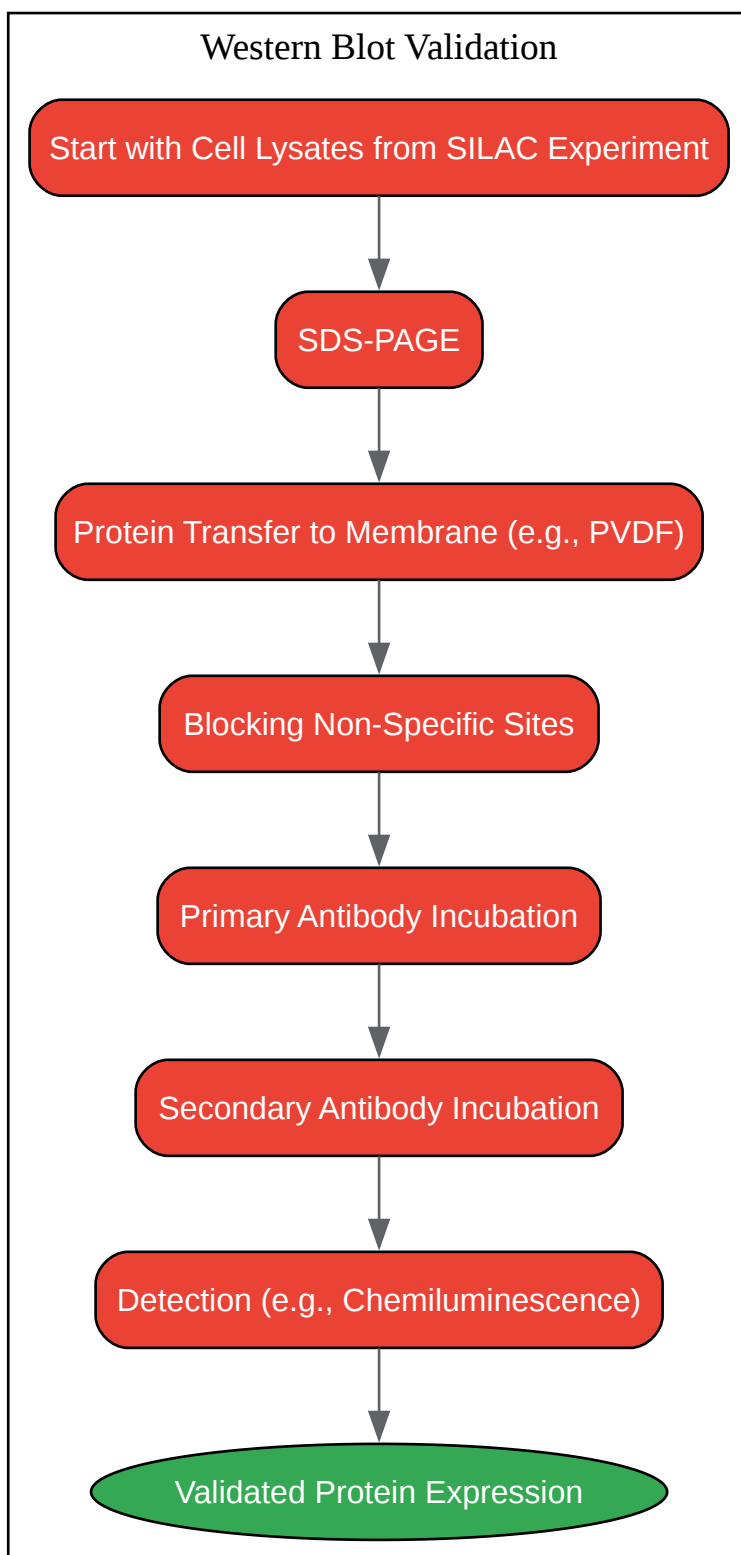 Western Blot Validation
Start with Cell Lysates from SILAC Experiment
SDS-PAGE
Protein Transfer to Membrane (e.g., PVDF)
Blocking Non-Specific Sites
Primary Antibody Incubation
Secondary Antibody Incubation
Detection (e.g., Chemiluminescence)
Validated Protein Expression